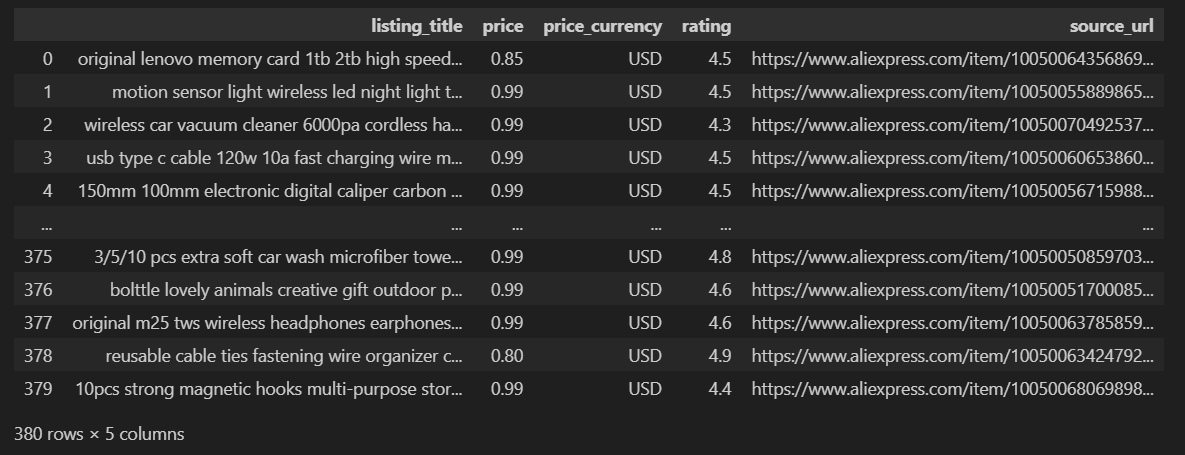 listing_title price price_currency rating source_url
0 original lenovo memory card 1tb 2tb high speed... 0.85 USD 4.5 https://www.aliexpress.com/item/10050064356869...
1 motion sensor light wireless led night light t... 0.99 USD 4.5 https://www.aliexpress.com/item/10050055889865...
2 wireless car vacuum cleaner 6000pa cordless ha... 0.99 USD 4.3 https://www.aliexpress.com/item/10050070492537...
3 usb type c cable 120w 10a fast charging wire m... 0.99 USD 4.5 https://www.aliexpress.com/item/10050060653860...
4 150mm 100mm electronic digital caliper carbon ... 0.99 USD 4.5 https://www.aliexpress.com/item/10050056715988...
... ... ... ... ... ...
375 3/5/10 pcs extra soft car wash microfiber towe... 0.99 USD 4.8 https://www.aliexpress.com/item/10050050859703...
376 bolttle lovely animals creative gift outdoor p... 0.99 USD 4.6 https://www.aliexpress.com/item/10050051700085...
377 original m25 tws wireless headphones earphones... 0.99 USD 4.6 https://www.aliexpress.com/item/10050063785859...
378 reusable cable ties fastening wire organizer c... 0.80 USD 4.9 https://www.aliexpress.com/item/10050063424792...
379 10pcs strong magnetic hooks multi-purpose stor... 0.99 USD 4.4 https://www.aliexpress.com/item/10050068069898...
380 rows × 5 columns